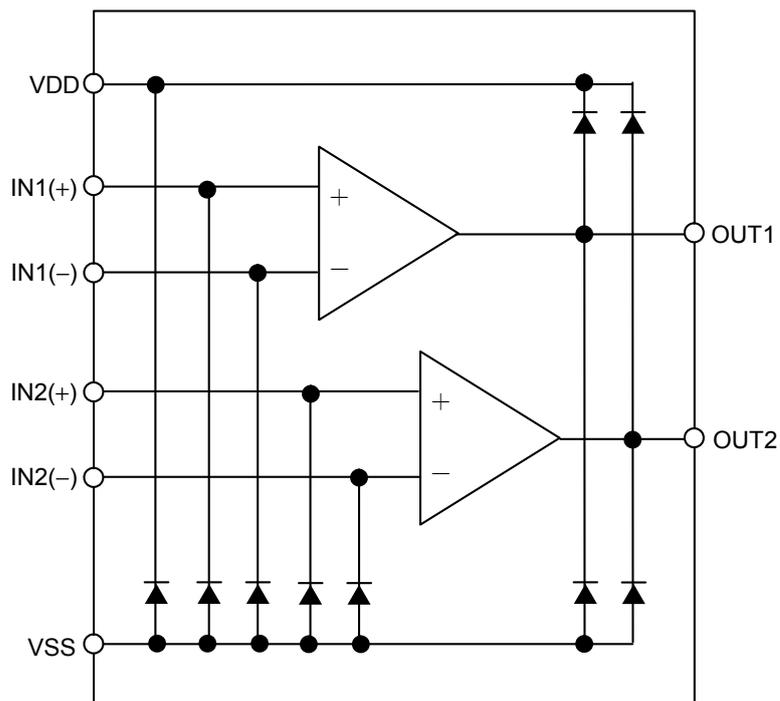 VDD
IN1(+)
+
OUT1
IN1(−)
−
IN2(+)
+
OUT2
IN2(−)
−
VSS